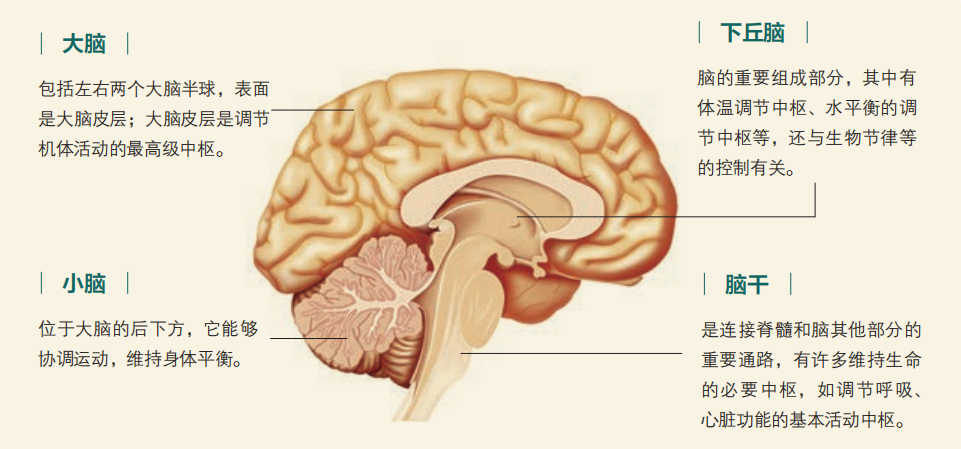 大脑
包括左右两个大脑半球，表面
是大脑皮层；大脑皮层是调节
机体活动的最高级中枢。
下丘脑
脑的重要组成部分，其中有
体温调节中枢、水平衡的调
节中枢等，还与生物节律等
的控制有关。
小脑
位于大脑的后下方，它能够
协调运动，维持身体平衡。
脑干
是连接脊髓和脑其他部分的
重要通路，有许多维持生命
的必要中枢，如调节呼吸、
心脏功能的基本活动中枢。